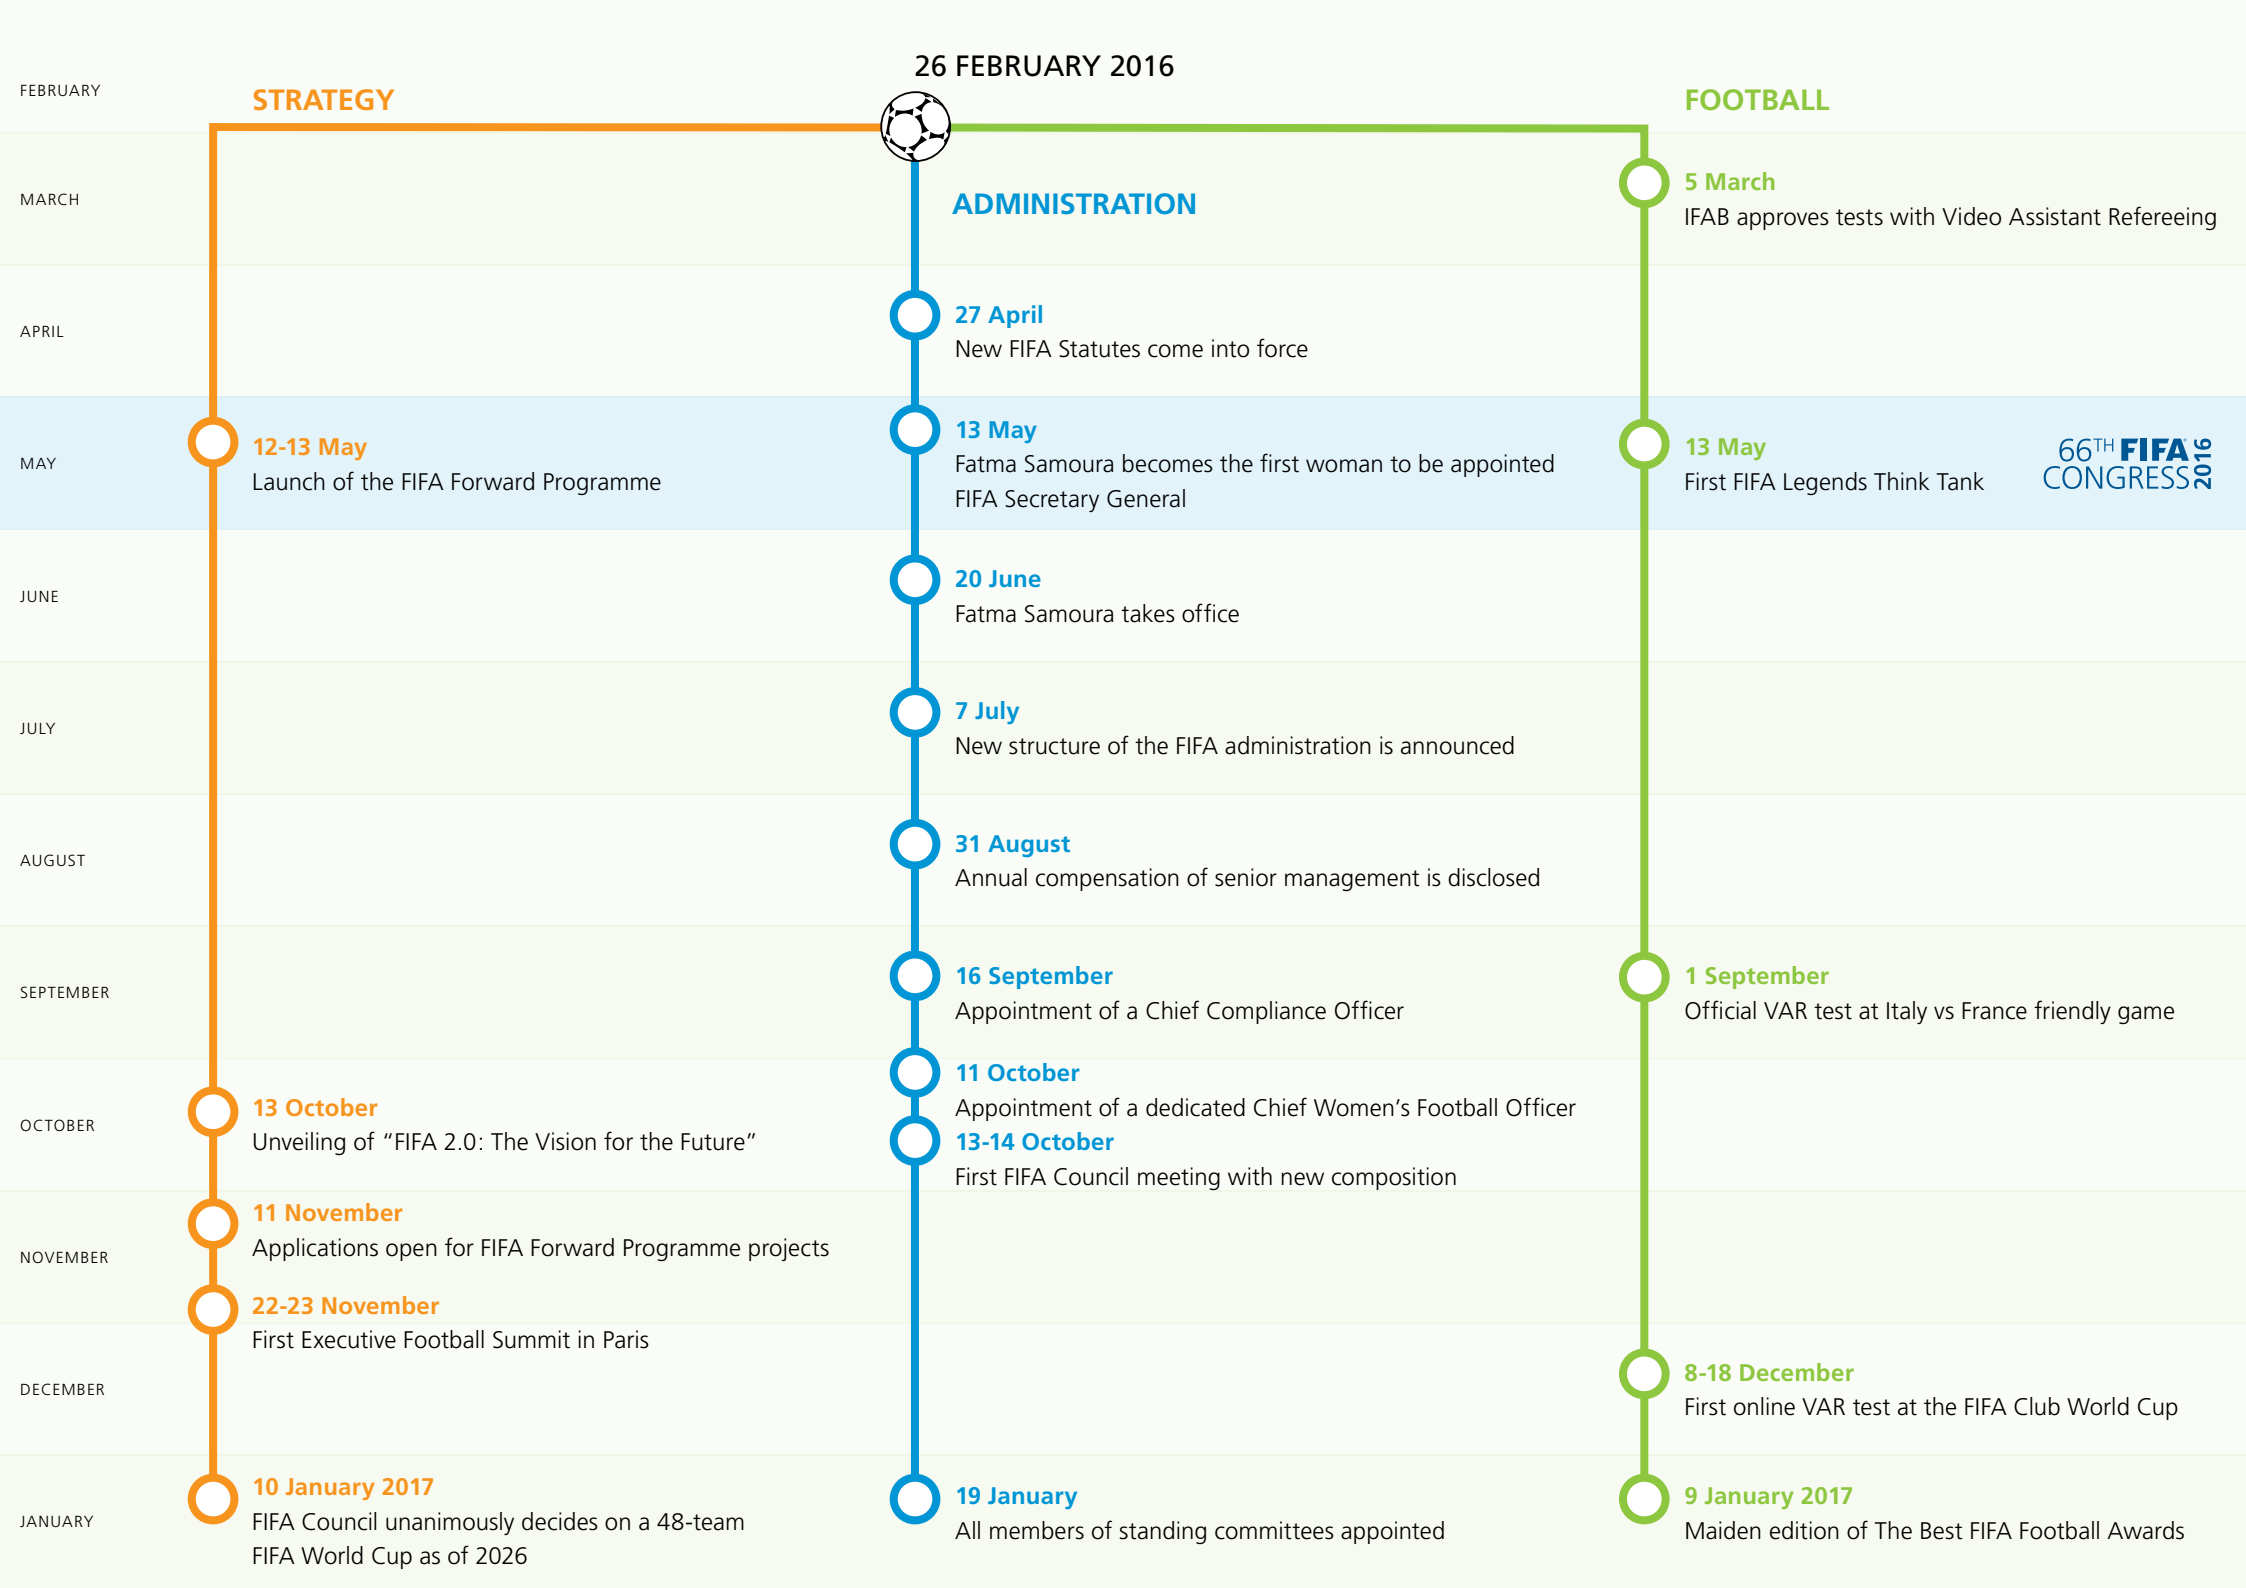 26 FEBRUARY 2016
FEBRUARY
STRATEGY
FOOTBALL
MARCH
ADMINISTRATION
5 March
IFAB approves tests with Video Assistant Refereeing
APRIL
27 April
New FIFA Statutes come into force
MAY
12-13 May
Launch of the FIFA Forward Programme
13 May
Fatma Samoura becomes the first woman to be appointed
FIFA Secretary General
13 May
First FIFA Legends Think Tank
66TH FIFA
CONGRESS
2016
JUNE
20 June
Fatma Samoura takes office
JULY
7 July
New structure of the FIFA administration is announced
AUGUST
31 August
Annual compensation of senior management is disclosed
SEPTEMBER
16 September
Appointment of a Chief Compliance Officer
1 September
Official VAR test at Italy vs France friendly game
OCTOBER
13 October
Unveiling of “FIFA 2.0: The Vision for the Future”
11 October
Appointment of a dedicated Chief Women’s Football Officer
13-14 October
First FIFA Council meeting with new composition
NOVEMBER
11 November
Applications open for FIFA Forward Programme projects
22-23 November
First Executive Football Summit in Paris
DECEMBER
8-18 December
First online VAR test at the FIFA Club World Cup
JANUARY
10 January 2017
FIFA Council unanimously decides on a 48-team
FIFA World Cup as of 2026
19 January
All members of standing committees appointed
9 January 2017
Maiden edition of The Best FIFA Football Awards